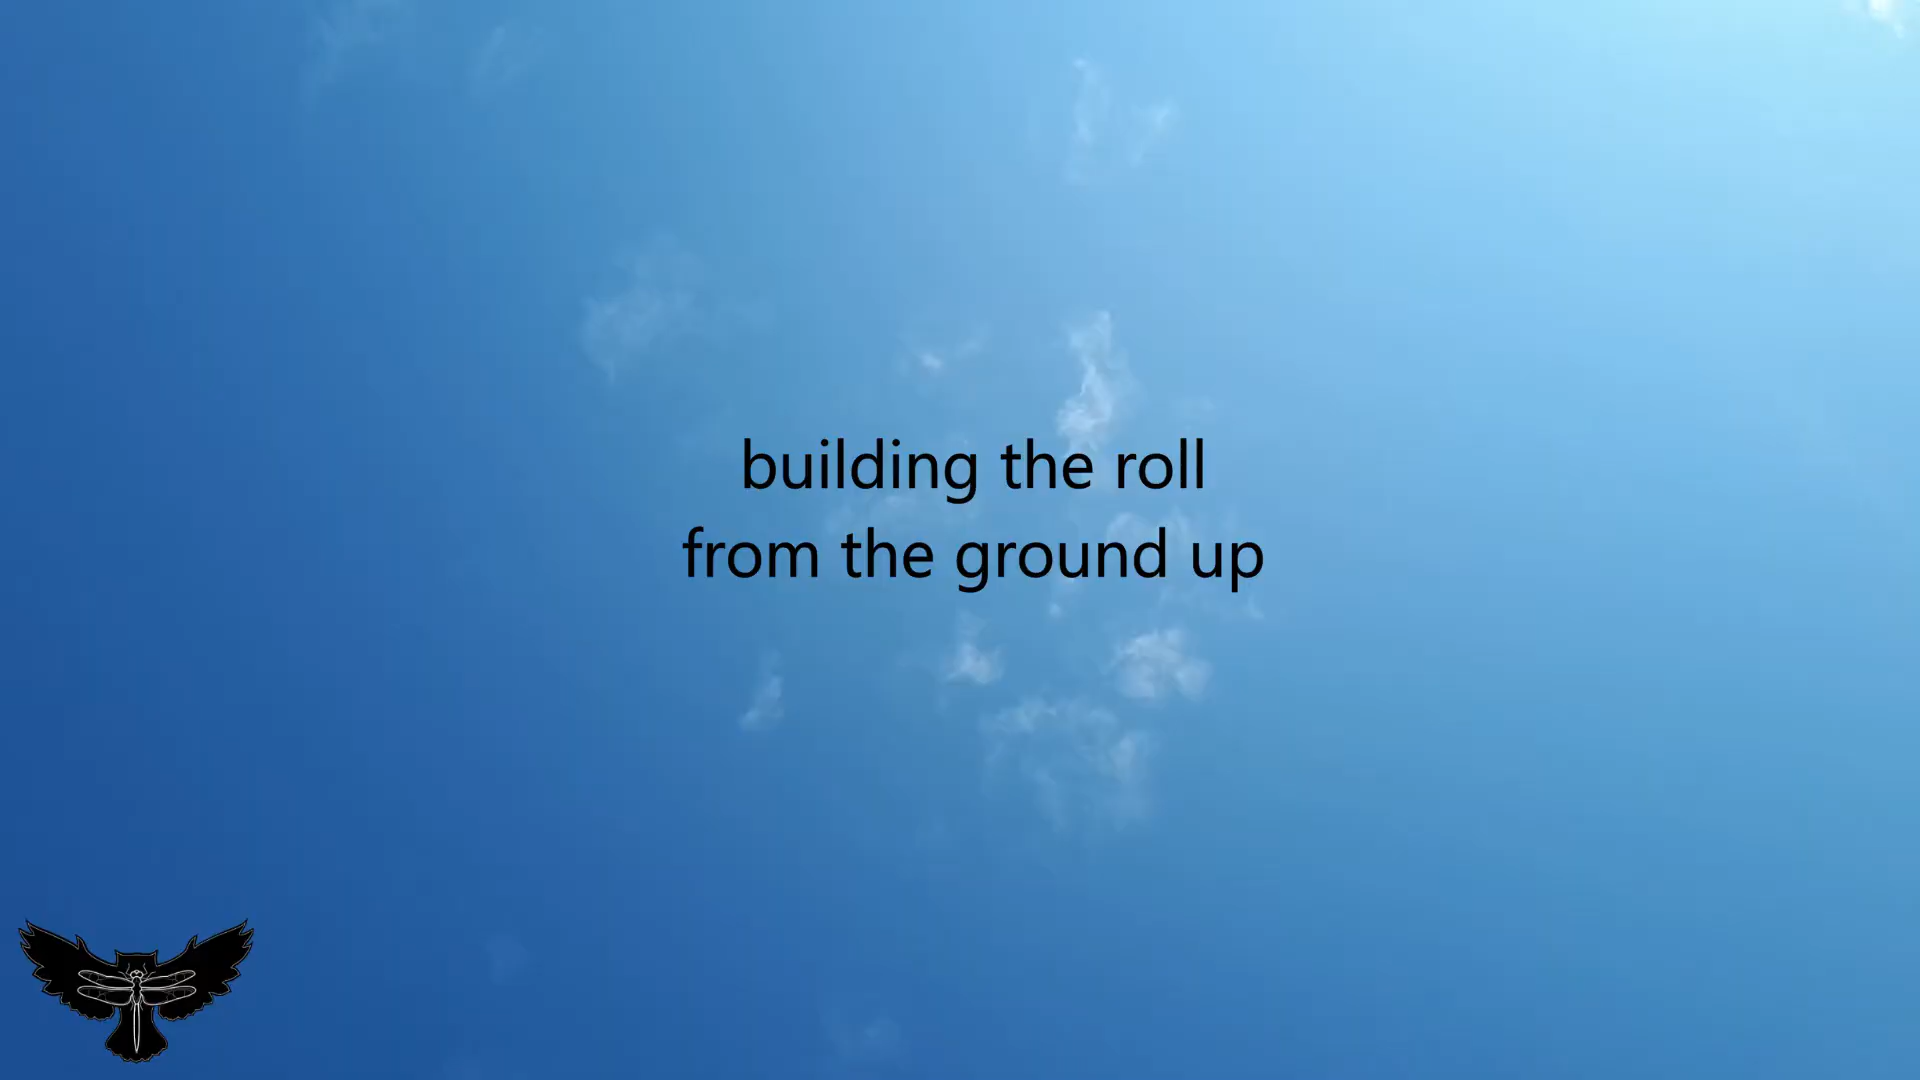 building the roll
from the ground up